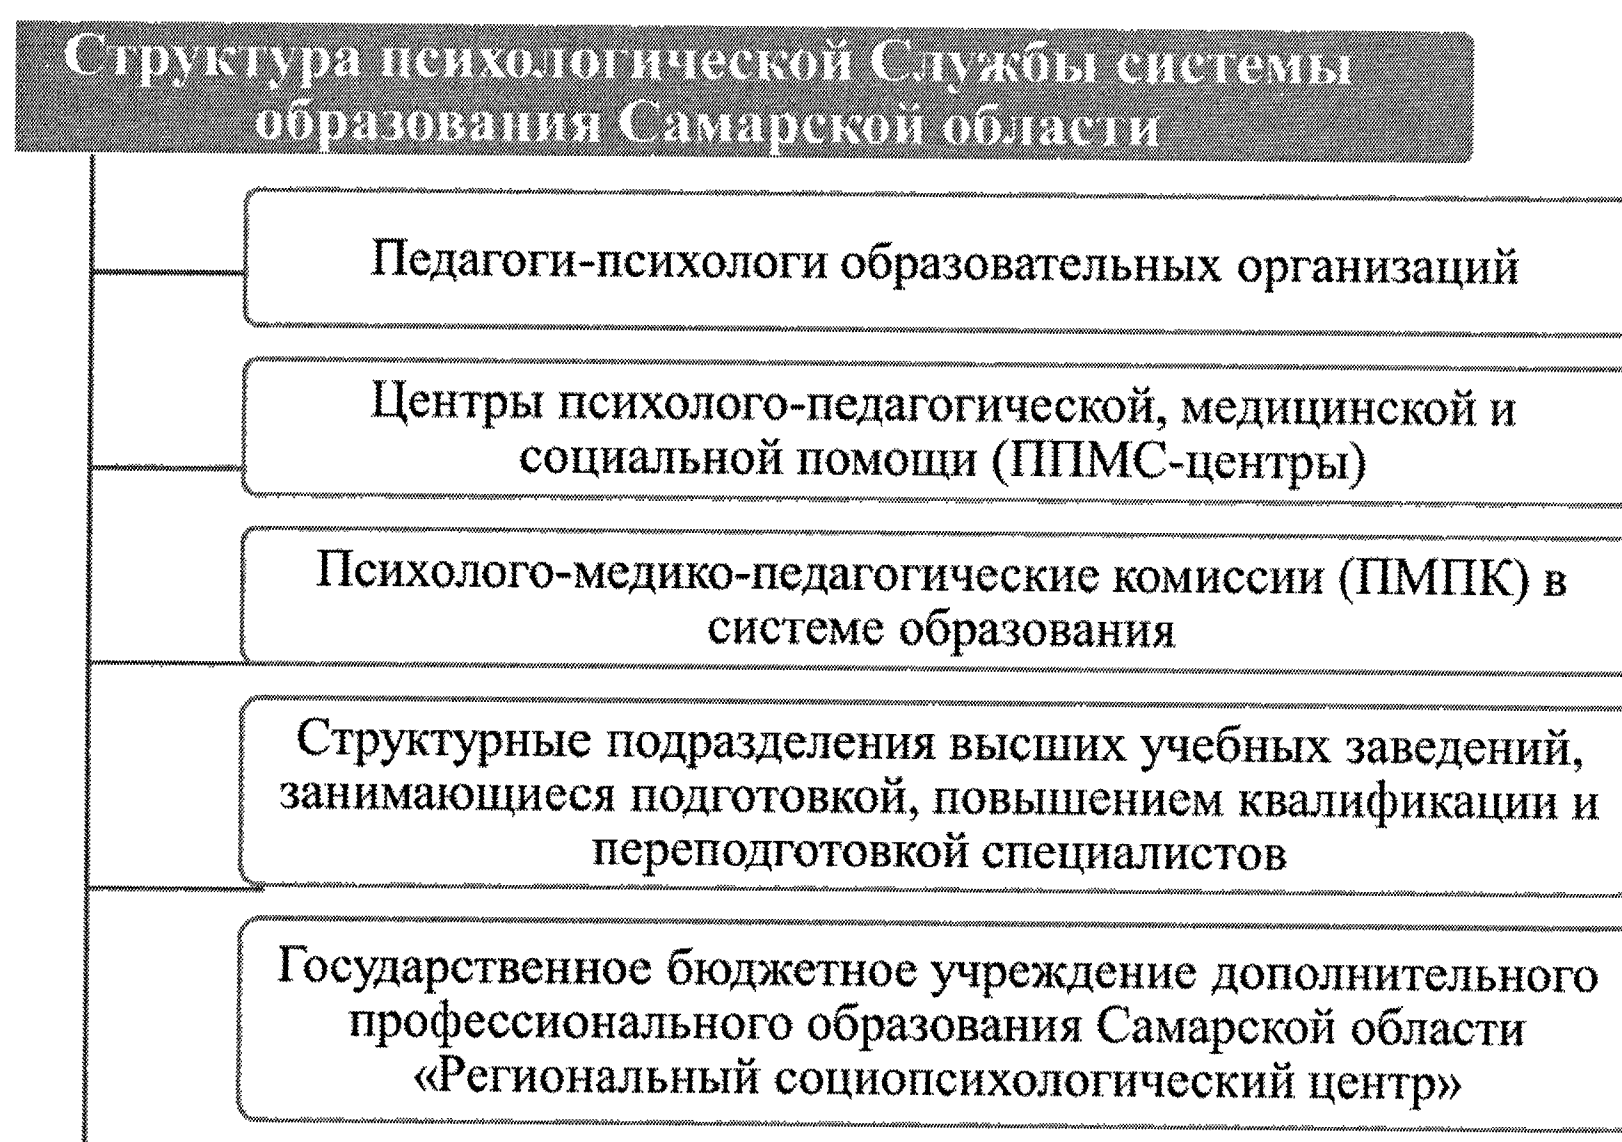 Структура психологической Службы системы
образования Самарской области
Педагоги-психологи образовательных организаций
Центры психолого-педагогической, медицинской и
социальной помощи (ППМС-центры)
Психолого-медико-педагогические комиссии (ПМПК) в
системе образования
Структурные подразделения высших учебных заведений,
занимающиеся подготовкой, повышением квалификации и
переподготовкой специалистов
Государственное бюджетное учреждение дополнительного
профессионального образования Самарской области
«Региональный социопсихологический центр»